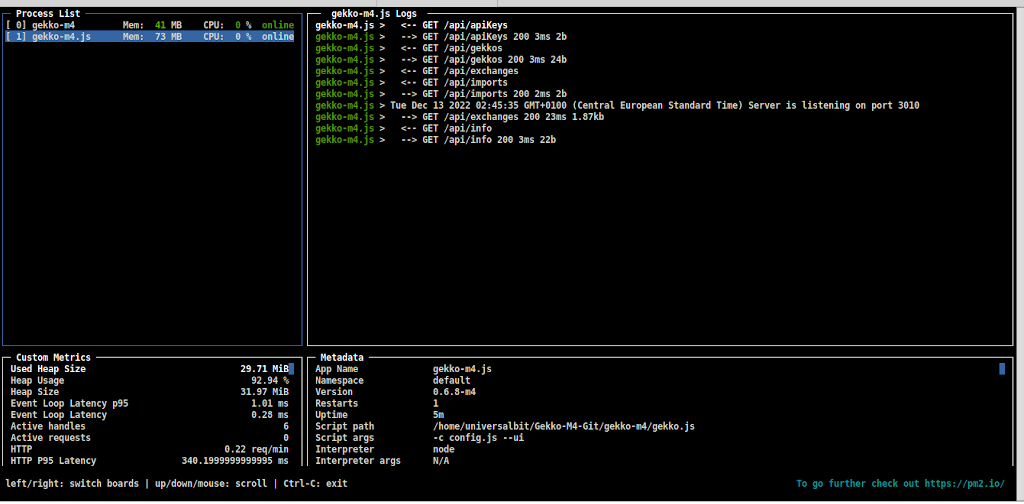 Process List
[ 0] gekko-m4 Mem: 41 MB CPU: 0 % online
[ 1] gekko-m4.js Mem: 73 MB CPU: 0 % online
gekko-m4.js Logs
gekko-m4.js > <-- GET /api/apiKeys
gekko-m4.js > --> GET /api/apiKeys 200 3ms 2b
gekko-m4.js > <-- GET /api/gekkos
gekko-m4.js > --> GET /api/gekkos 200 3ms 24b
gekko-m4.js > <-- GET /api/exchanges
gekko-m4.js > <-- GET /api/imports
gekko-m4.js > --> GET /api/imports 200 2ms 2b
gekko-m4.js > Tue Dec 13 2022 02:45:35 GMT+0100 (Central European Standard Time) Server is listening on port 3010
gekko-m4.js > --> GET /api/exchanges 200 23ms 1.87kb
gekko-m4.js > <-- GET /api/info
gekko-m4.js > --> GET /api/info 200 3ms 22b
Custom Metrics
Used Heap Size 29.71 MiB
Heap Usage 92.94 %
Heap Size 31.97 MiB
Event Loop Latency p95 1.01 ms
Event Loop Latency 0.28 ms
Active handles 6
Active requests 0
HTTP 0.22 req/min
HTTP P95 Latency 340.1999999999995 ms
Metadata
App Name gekko-m4.js
Namespace default
Version 0.6.8-m4
Restarts 1
Uptime 5m
Script path /home/universalbit/Gekko-M4-Git/gekko-m4/gekko.js
Script args -c config.js --ui
Interpreter node
Interpreter args N/A
left/right: switch boards | up/down/mouse: scroll | Ctrl-C: exit
To go further check out https://pm2.io/